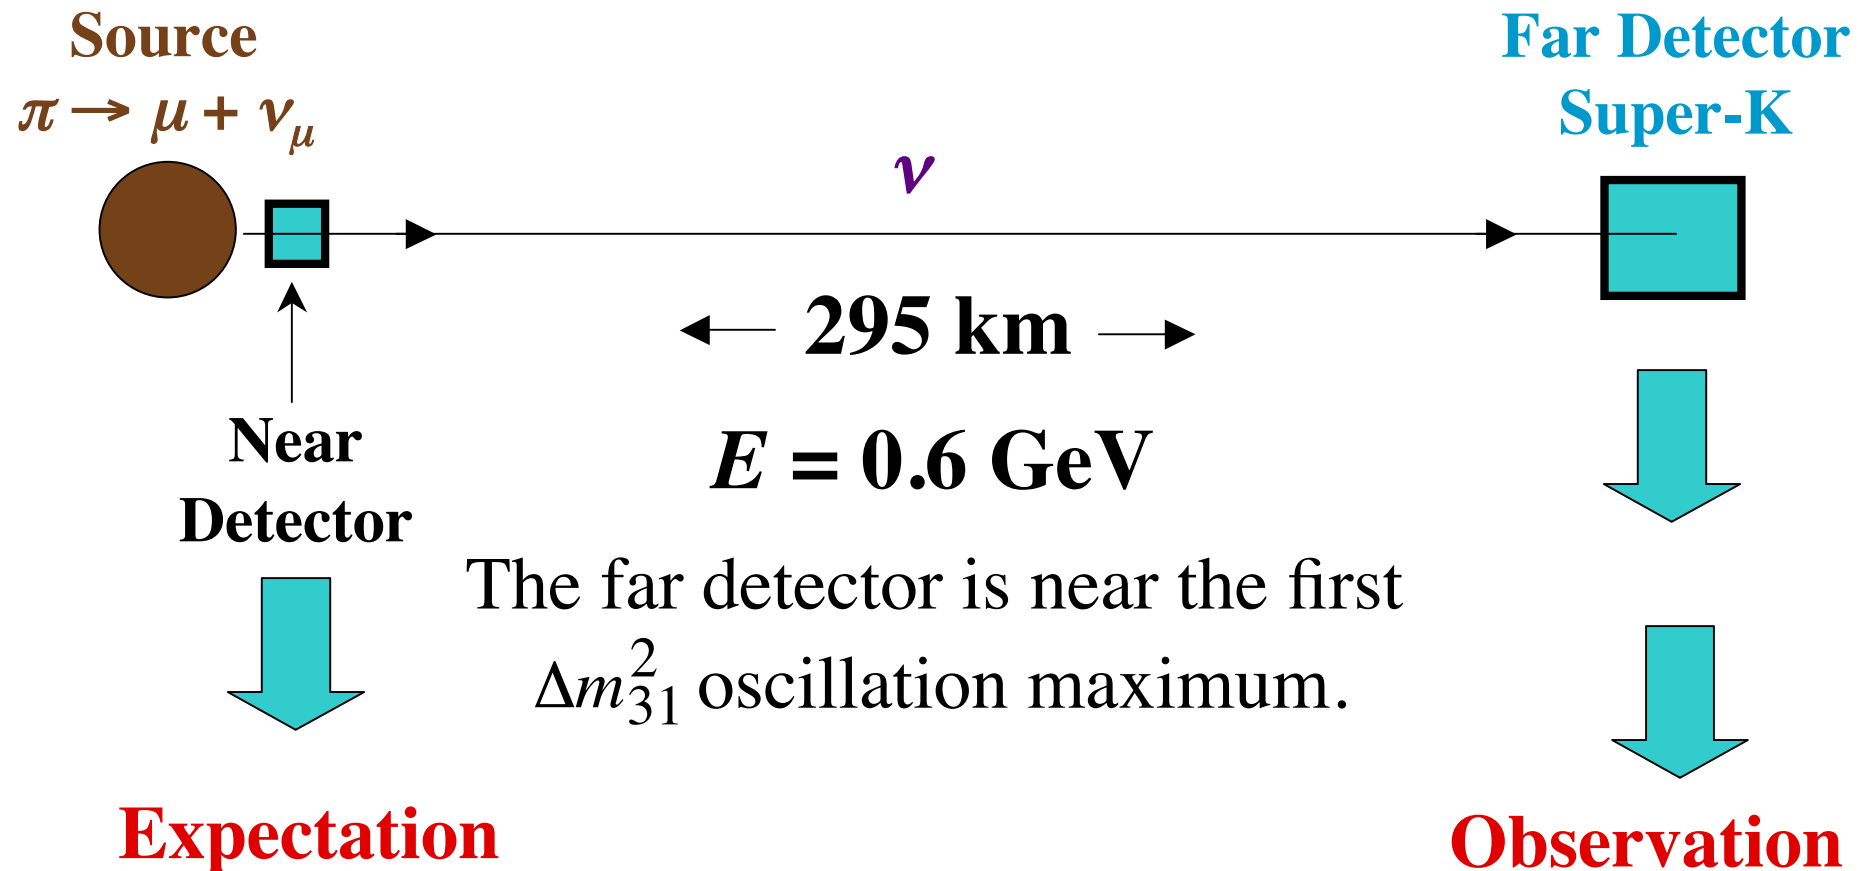 Source
π → μ + ν_μ
Far Detector
Super-K
ν
295 km
E = 0.6 GeV
Near
Detector
The far detector is near the first
Δm²₃₁ oscillation maximum.
Expectation
Observation